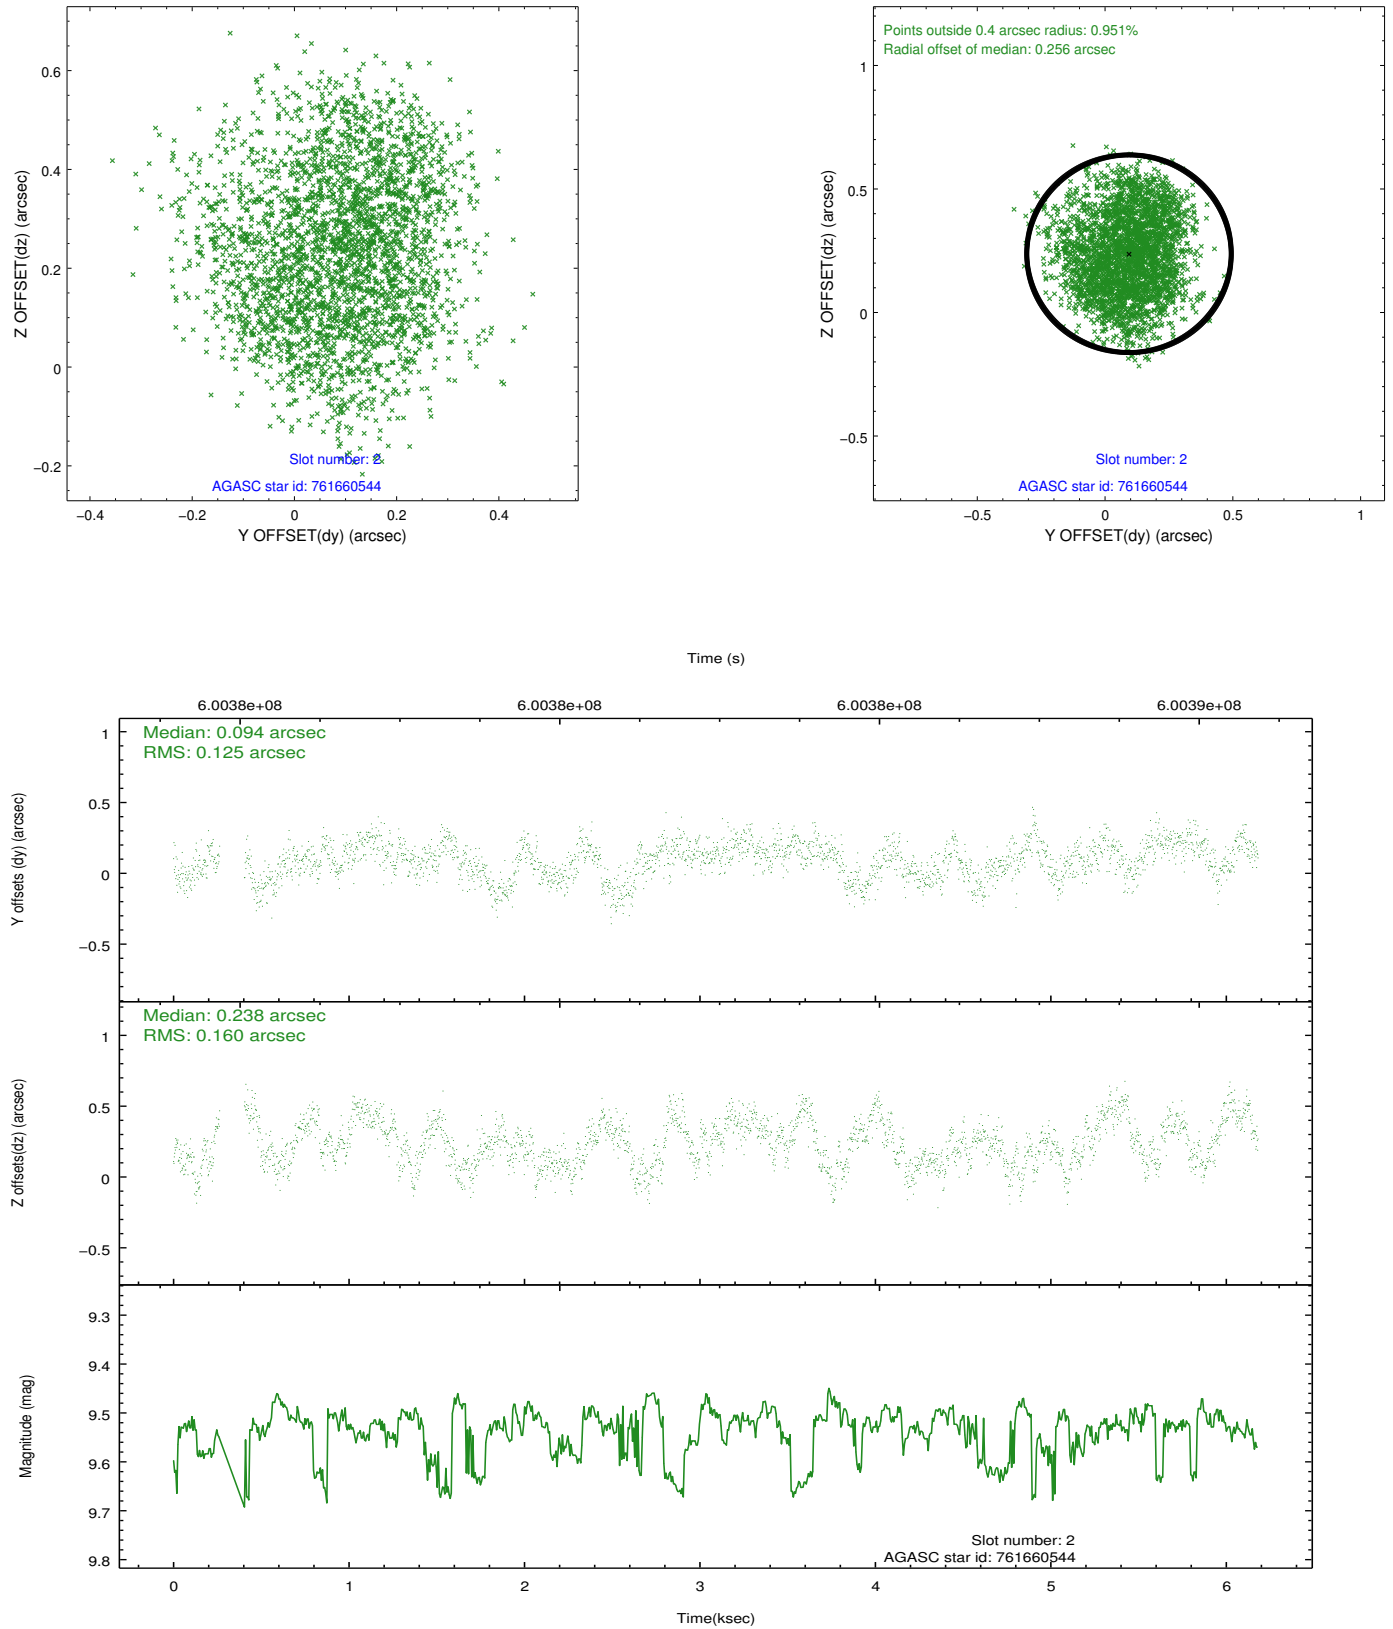 0.6
0.4
0.2
0
−0.2
−0.4
−0.2
0
0.2
0.4
Z OFFSET(dz) (arcsec)
Y OFFSET(dy) (arcsec)
Slot number: 2
AGASC star id: 761660544
Points outside 0.4 arcsec radius: 0.951%
Radial offset of median: 0.256 arcsec
1
0.5
0
−0.5
−0.5
0
0.5
1
Z OFFSET(dz) (arcsec)
Y OFFSET(dy) (arcsec)
Slot number: 2
AGASC star id: 761660544
Time (s)
6.0038e+08
6.0038e+08
6.0038e+08
6.0039e+08
Median: 0.094 arcsec
RMS: 0.125 arcsec
1
0.5
0
−0.5
Y offsets (dy) (arcsec)
Median: 0.238 arcsec
RMS: 0.160 arcsec
1
0.5
0
−0.5
Z offsets(dz) (arcsec)
9.3
9.4
9.5
9.6
9.7
9.8
Magnitude (mag)
Slot number: 2
AGASC star id: 761660544
0
1
2
3
4
5
6
Time(ksec)